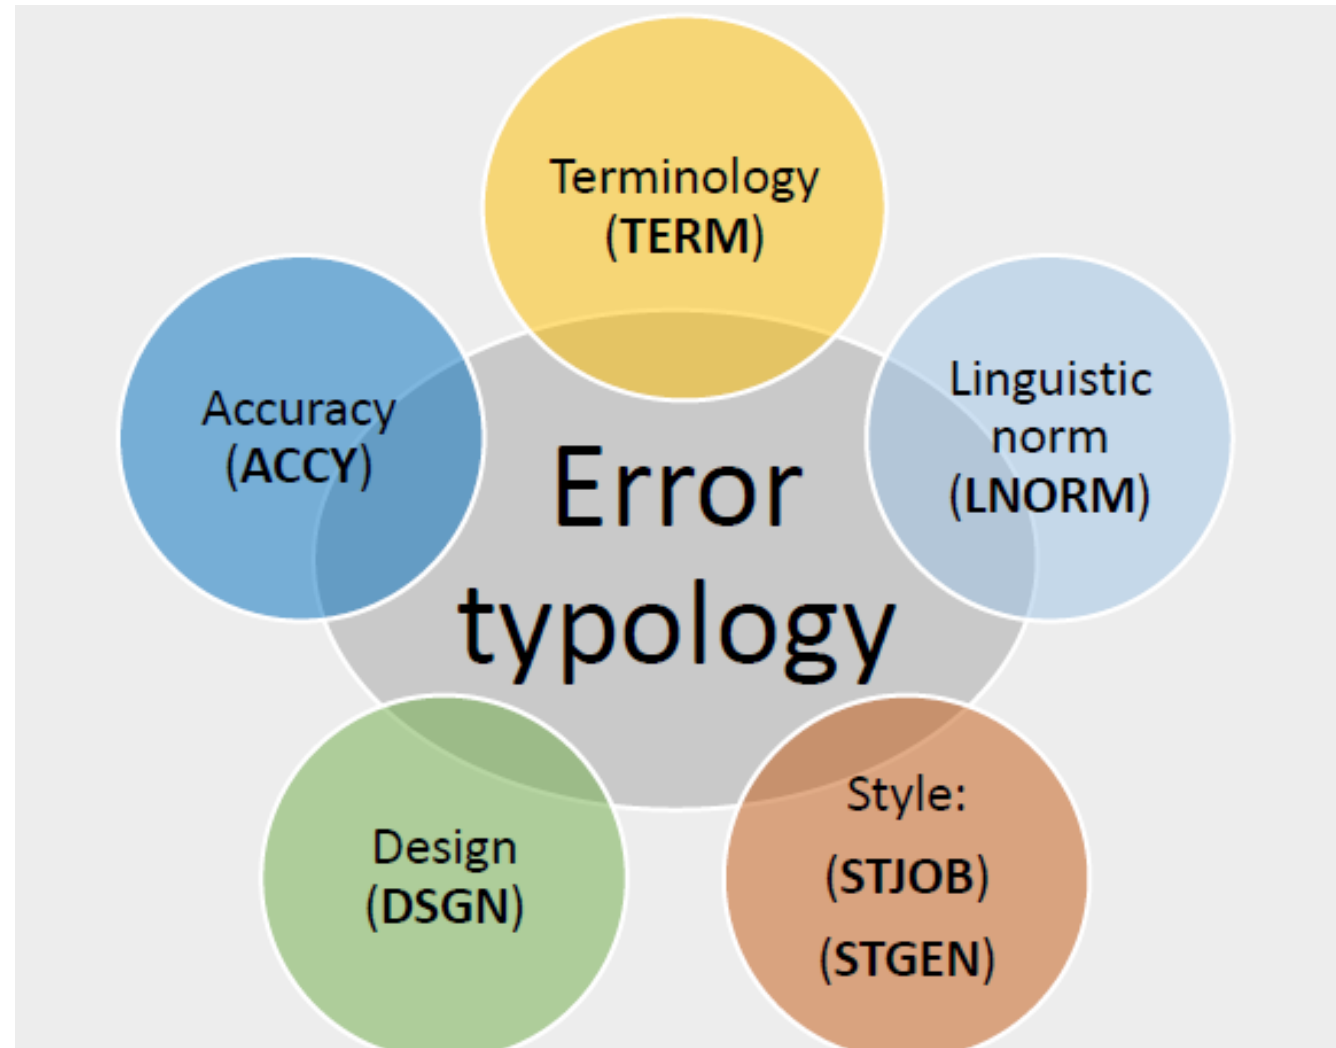 Terminology
(TERM)
Accuracy
(ACCY)
Linguistic
norm
(LNORM)
Error
typology
Design
(DSGN)
Style:
(STJOB)
(STGEN)